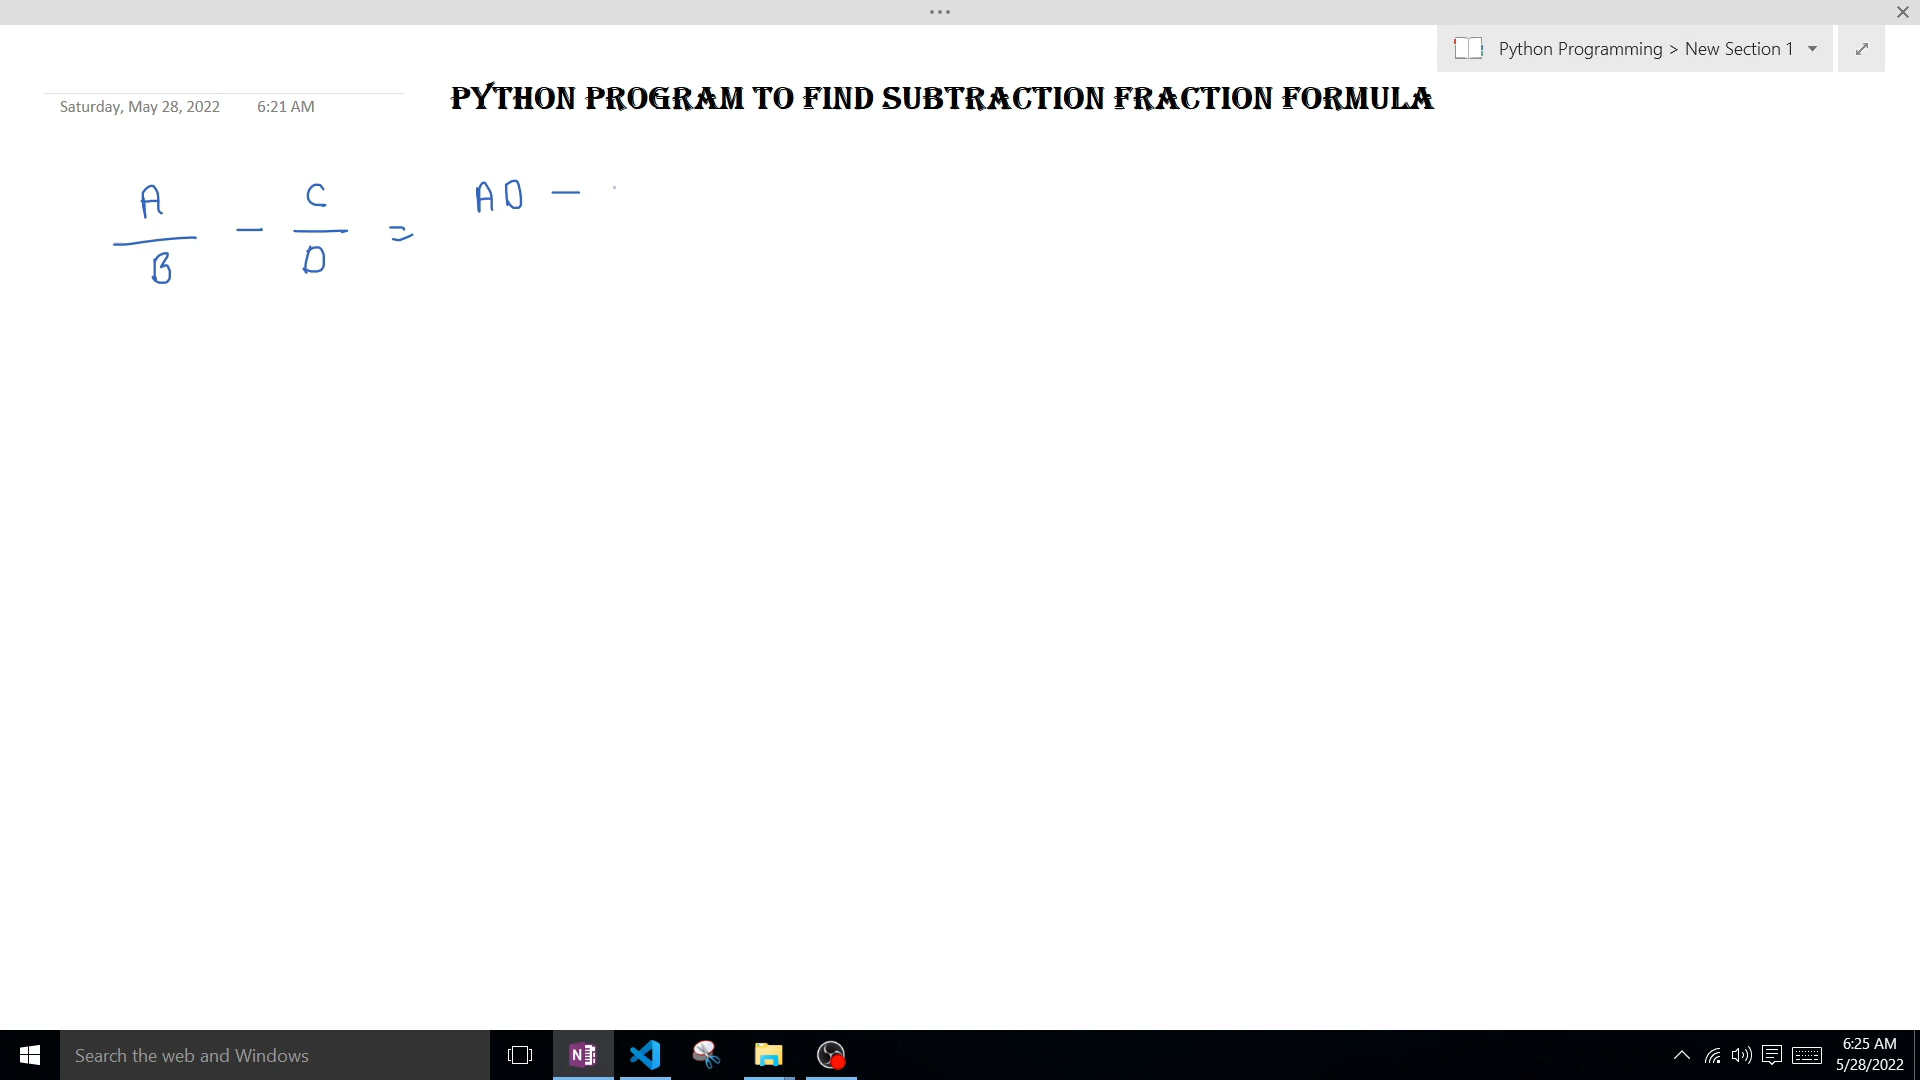 Python Programming > New Section 1
Saturday, May 28, 2022 6:21 AM
PYTHON PROGRAM TO FIND SUBTRACTION FRACTION FORMULA
A C AD −
− =
B D
Search the web and Windows
N
6:25 AM
5/28/2022